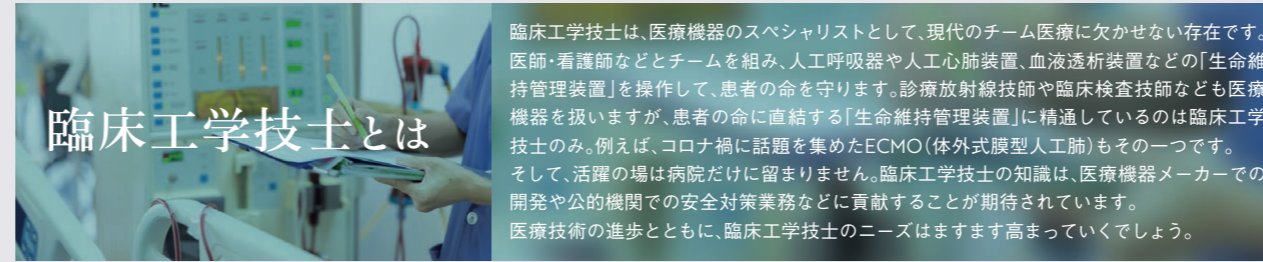 臨床工学技士とは
臨床工学技士は、医療機器のスペシャリストとして、現代のチーム医療に欠かせない存在です。
医師・看護師などとチームを組み、人工呼吸器や人工心肺装置、血液透析装置などの「生命維
持管理装置」を操作して、患者の命を守ります。診療放射線技師や臨床検査技師なども医療
機器を扱いますが、患者の命に直結する「生命維持管理装置」に精通しているのは臨床工学
技士のみ。例えば、コロナ禍に話題を集めたECMO（体外式膜型人工肺）もその一つです。
そして、活躍の場は病院だけに留まりません。臨床工学技士の知識は、医療機器メーカーでの
開発や公的機関での安全対策業務などに貢献することが期待されています。
医療技術の進歩とともに、臨床工学技士のニーズはますます高まっていくでしょう。